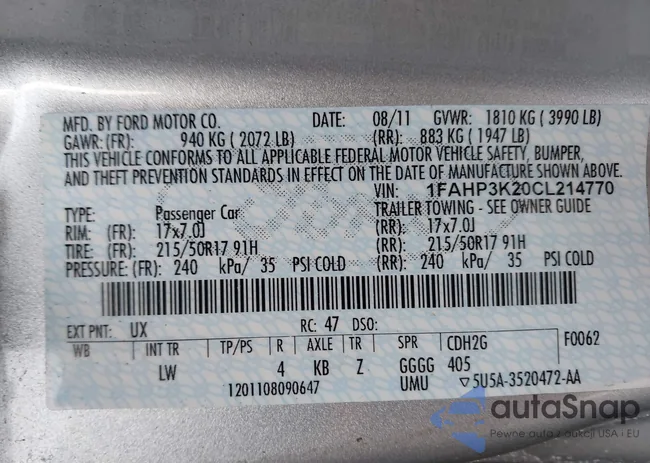 MFD. BY FORD MOTOR CO. DATE: 08/11 GVWR: 1810 KG ( 3990 LB)
GAWR: (FR): 940 KG ( 2072 LB) (RR): 883 KG ( 1947 LB)
THIS VEHICLE CONFORMS TO ALL APPLICABLE FEDERAL MOTOR VEHICLE SAFETY, BUMPER,
AND THEFT PREVENTION STANDARDS IN EFFECT ON THE DATE OF MANUFACTURE SHOWN ABOVE.
VIN: 1FAHP3K20CL214770
TYPE: Passenger Car TRAILER TOWING - SEE OWNER GUIDE
RIM: (FR): 17x7.0J (RR): 17x7.0J
TIRE: (FR): 215/50R17 91H (RR): 215/50R17 91H
PRESSURE: (FR): 240 kPa/ 35 PSI COLD (RR): 240 kPa/ 35 PSI COLD
EXT PNT: UX RC: 47 DSO:
WB INT TR TP/PS R AXLE TR SPR CDH2G F0062
LW 4 KB Z GGGG 405
1201108090647 UMU ▽5U5A-3520472-AA
autaSnap
Pewne auto z aukcji USA i EU